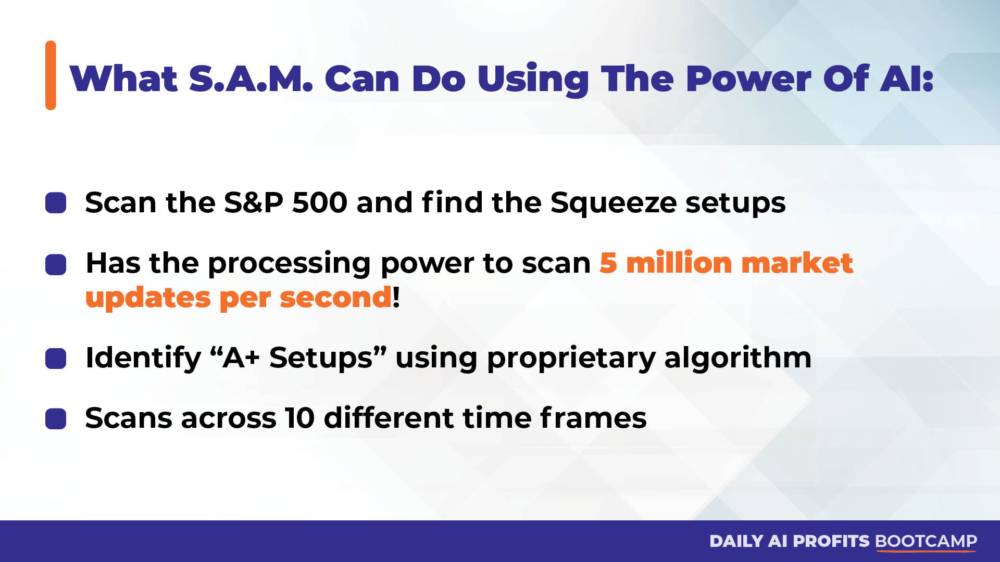 What S.A.M. Can Do Using The Power Of AI:
Scan the S&P 500 and find the Squeeze setups
Has the processing power to scan 5 million market
updates per second!
Identify “A+ Setups” using proprietary algorithm
Scans across 10 different time frames
DAILY AI PROFITS BOOTCAMP